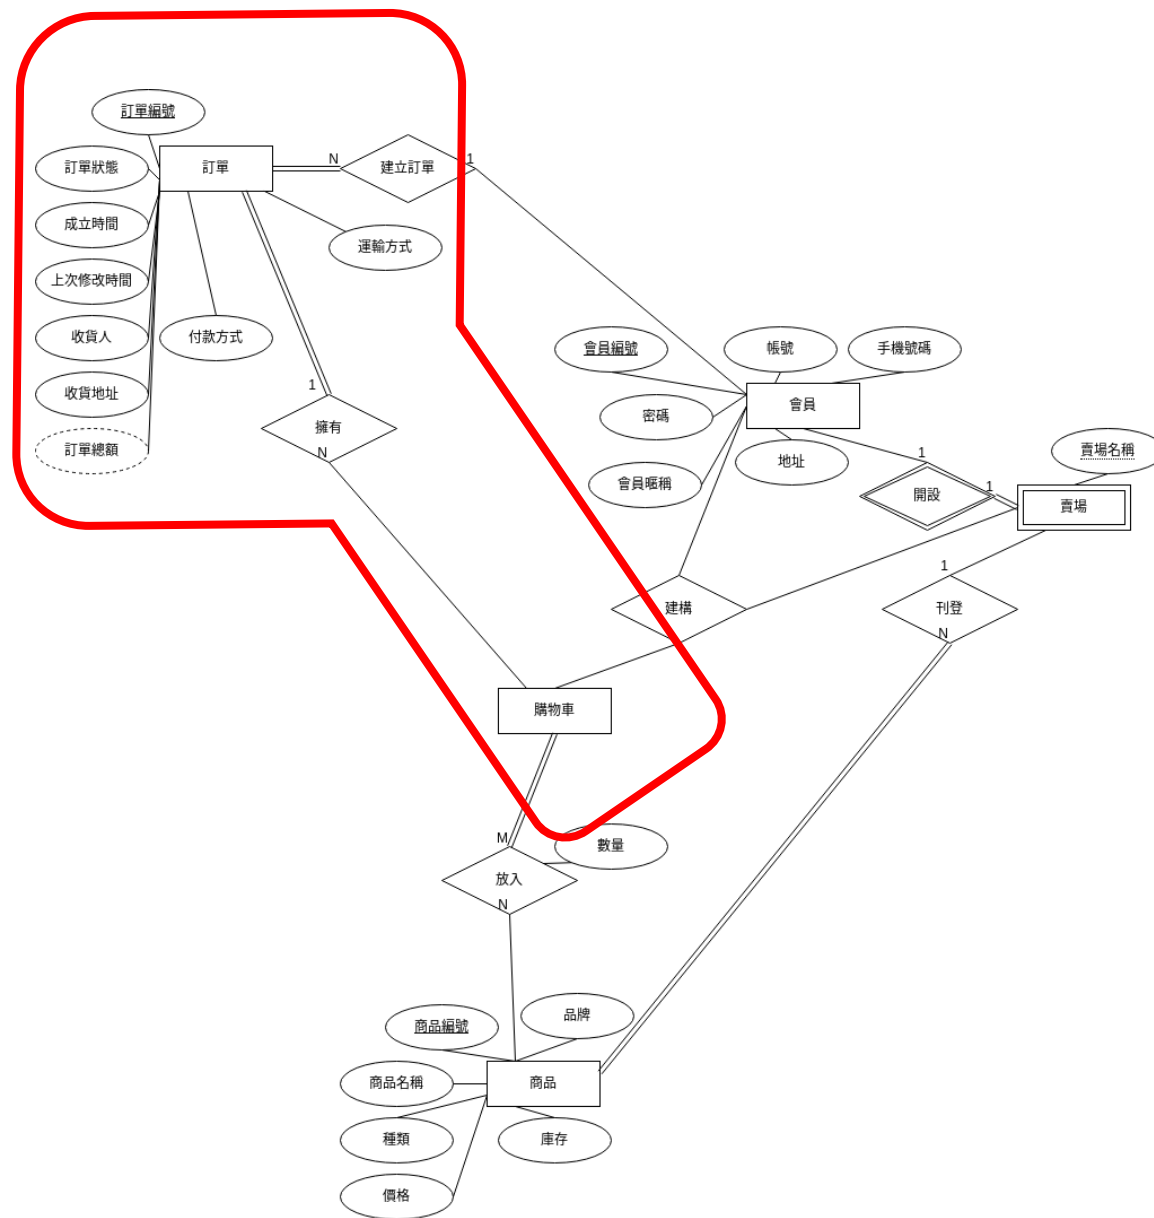 訂單編號
訂單狀態
訂單
N
建立訂單
1
成立時間
運輸方式
上次修改時間
收貨人
付款方式
收貨地址
1
擁有
N
訂單總額
會員編號
帳號
手機號碼
密碼
會員
地址
會員暱稱
1
開設
1
賣場名稱
賣場
建構
1
刊登
N
購物車
M
數量
放入
N
商品編號
品牌
商品名稱
商品
種類
庫存
價格